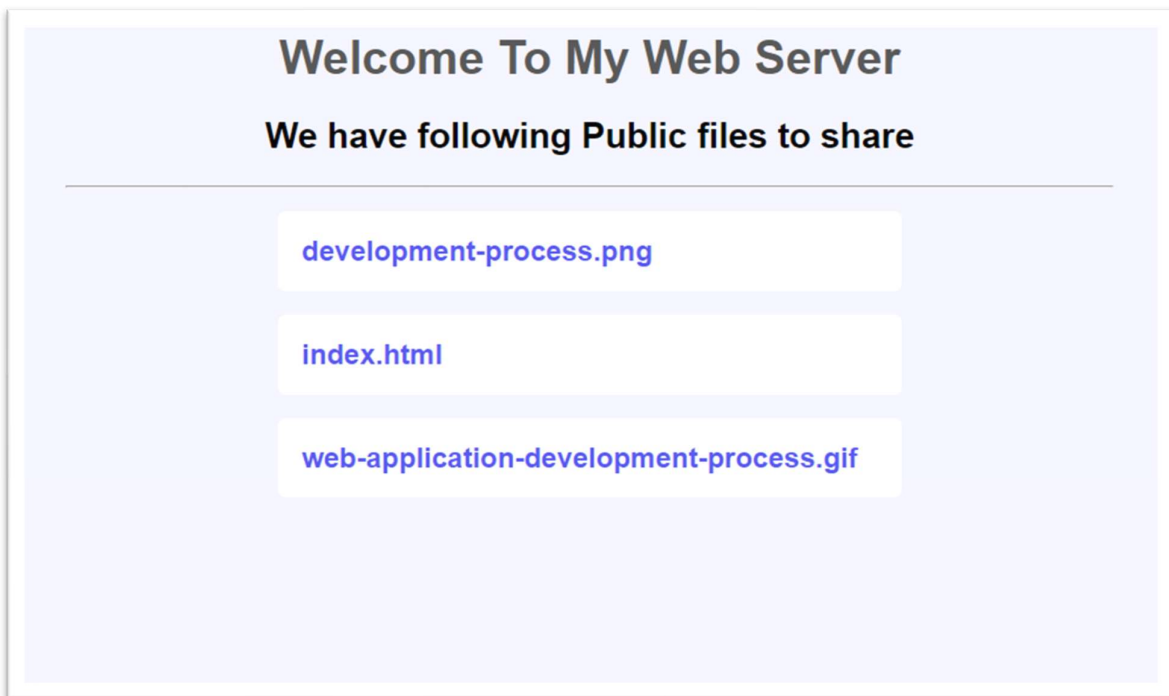 Welcome To My Web Server
We have following Public files to share
development-process.png
index.html
web-application-development-process.gif